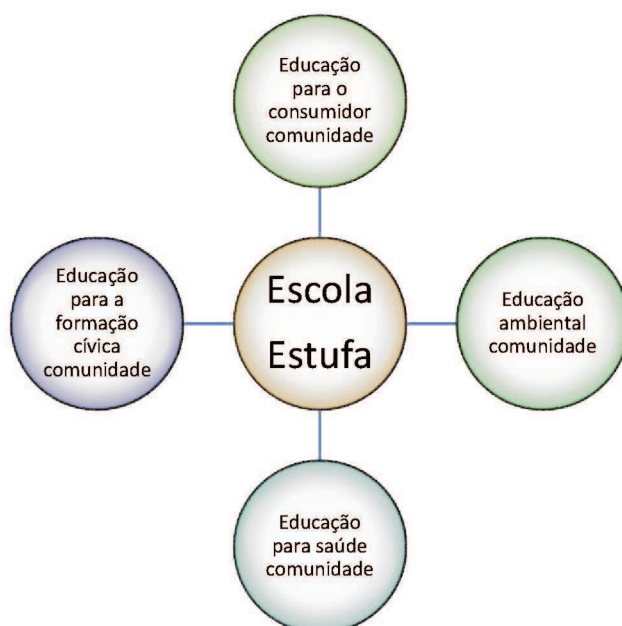 Educação
para o
consumidor
comunidade
Educação
para a
formação
cívica
comunidade
Escola
Estufa
Educação
ambiental
comunidade
Educação
para saúde
comunidade